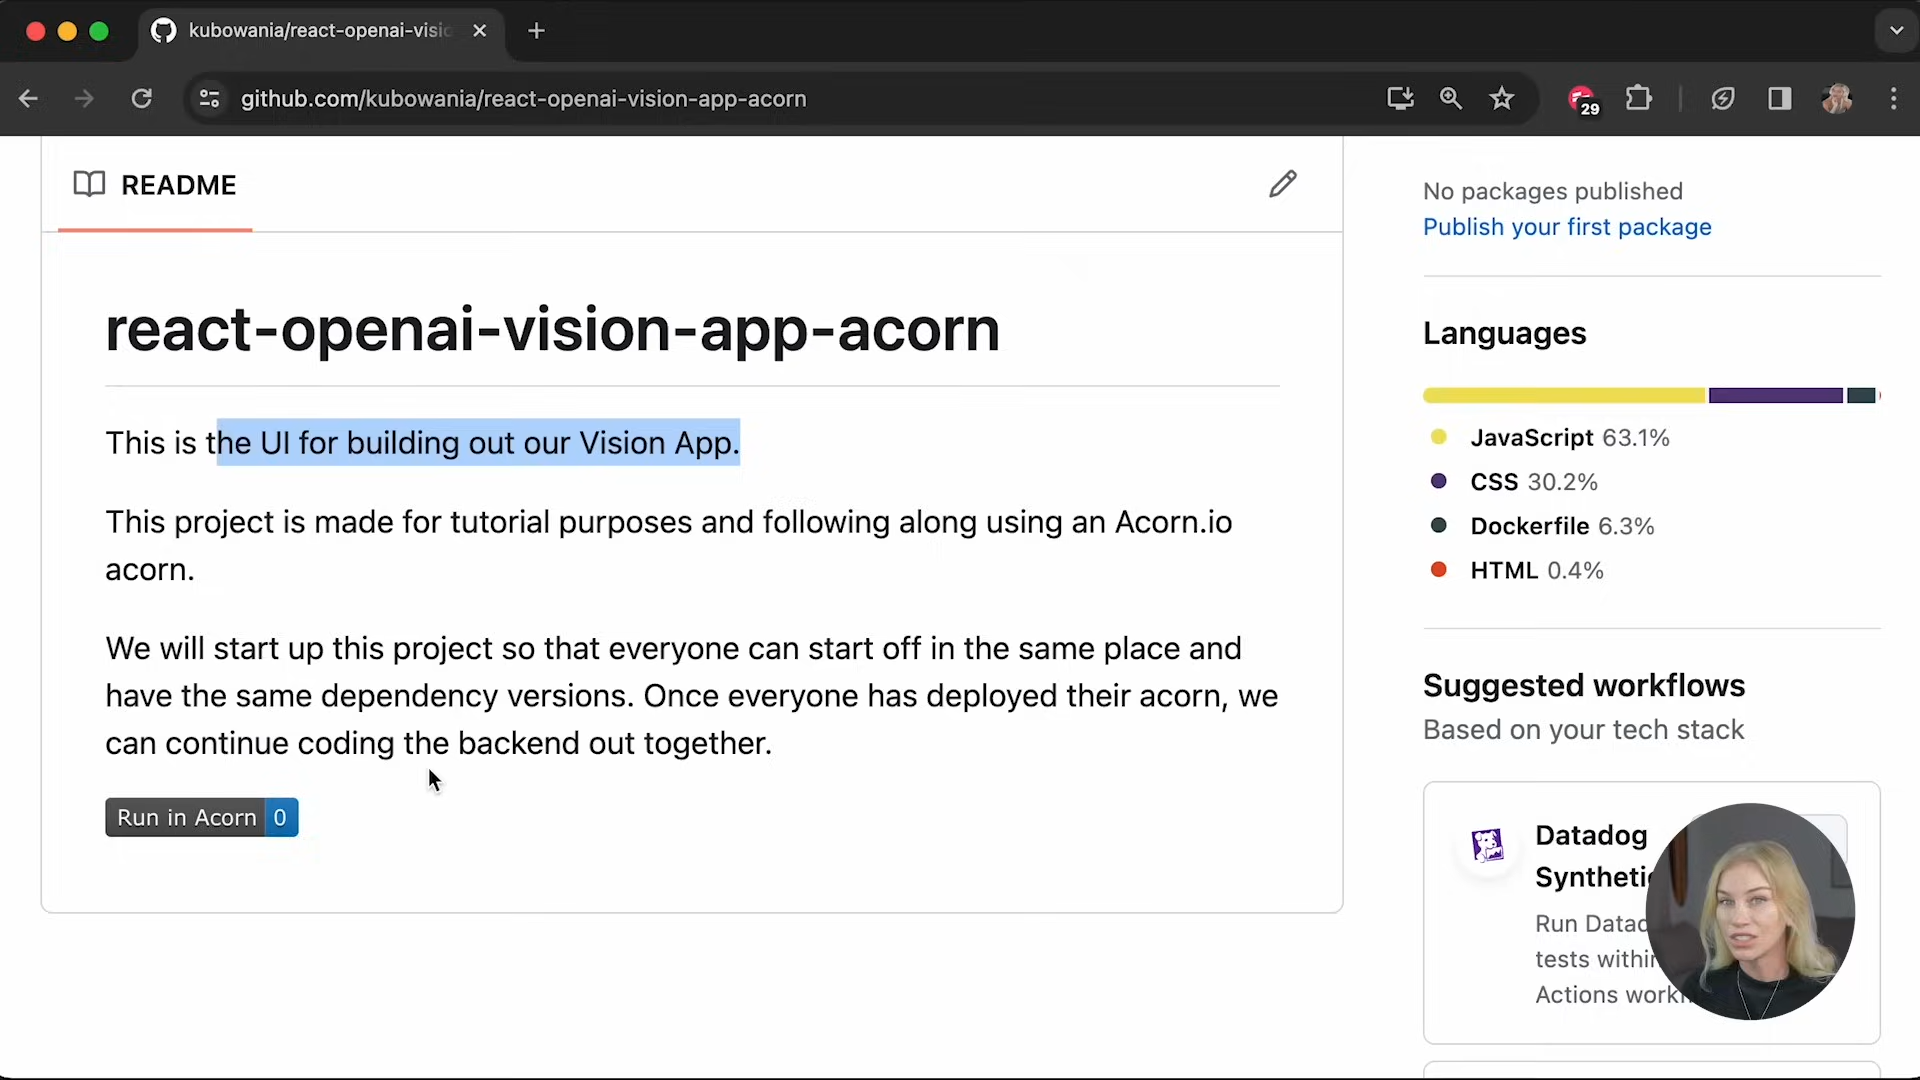 kubowania/react-openai-visi
github.com/kubowania/react-openai-vision-app-acorn
29
README
react-openai-vision-app-acorn
This is the UI for building out our Vision App.
This project is made for tutorial purposes and following along using an Acorn.io
acorn.
We will start up this project so that everyone can start off in the same place and
have the same dependency versions. Once everyone has deployed their acorn, we
can continue coding the backend out together.
Run in Acorn 0
No packages published
Publish your first package
Languages
JavaScript 63.1%
CSS 30.2%
Dockerfile 6.3%
HTML 0.4%
Suggested workflows
Based on your tech stack
Datadog
Syntheti
Run Datad
tests within
Actions work